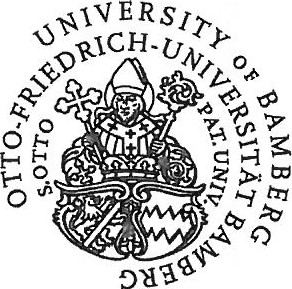 UNIVERSITY OF BAMBERG
OTTO-FRIEDRICH-UNIVERSITÄT BAMBERG
S. OTTO
PAT. UNIV.